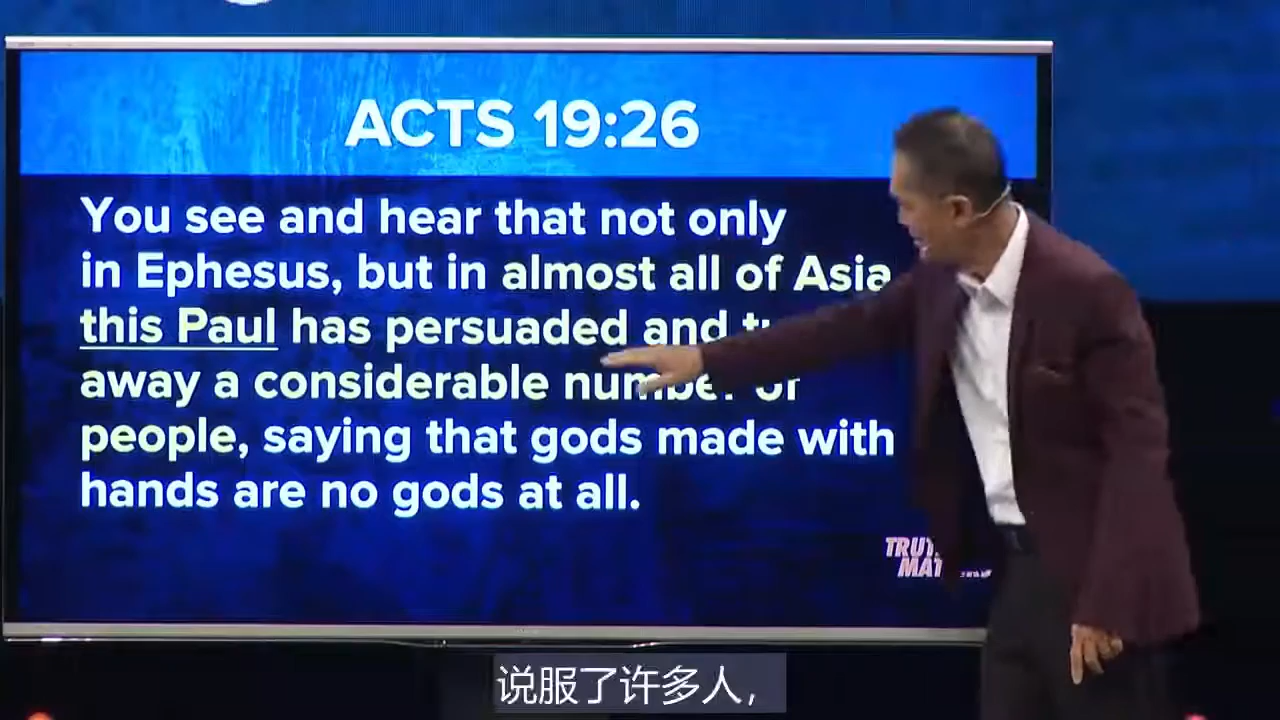 ACTS 19:26
You see and hear that not only
in Ephesus, but in almost all of Asia
this Paul has persuaded and
away a considerable number of
people, saying that gods made with
hands are no gods at all.
说服了许多人，